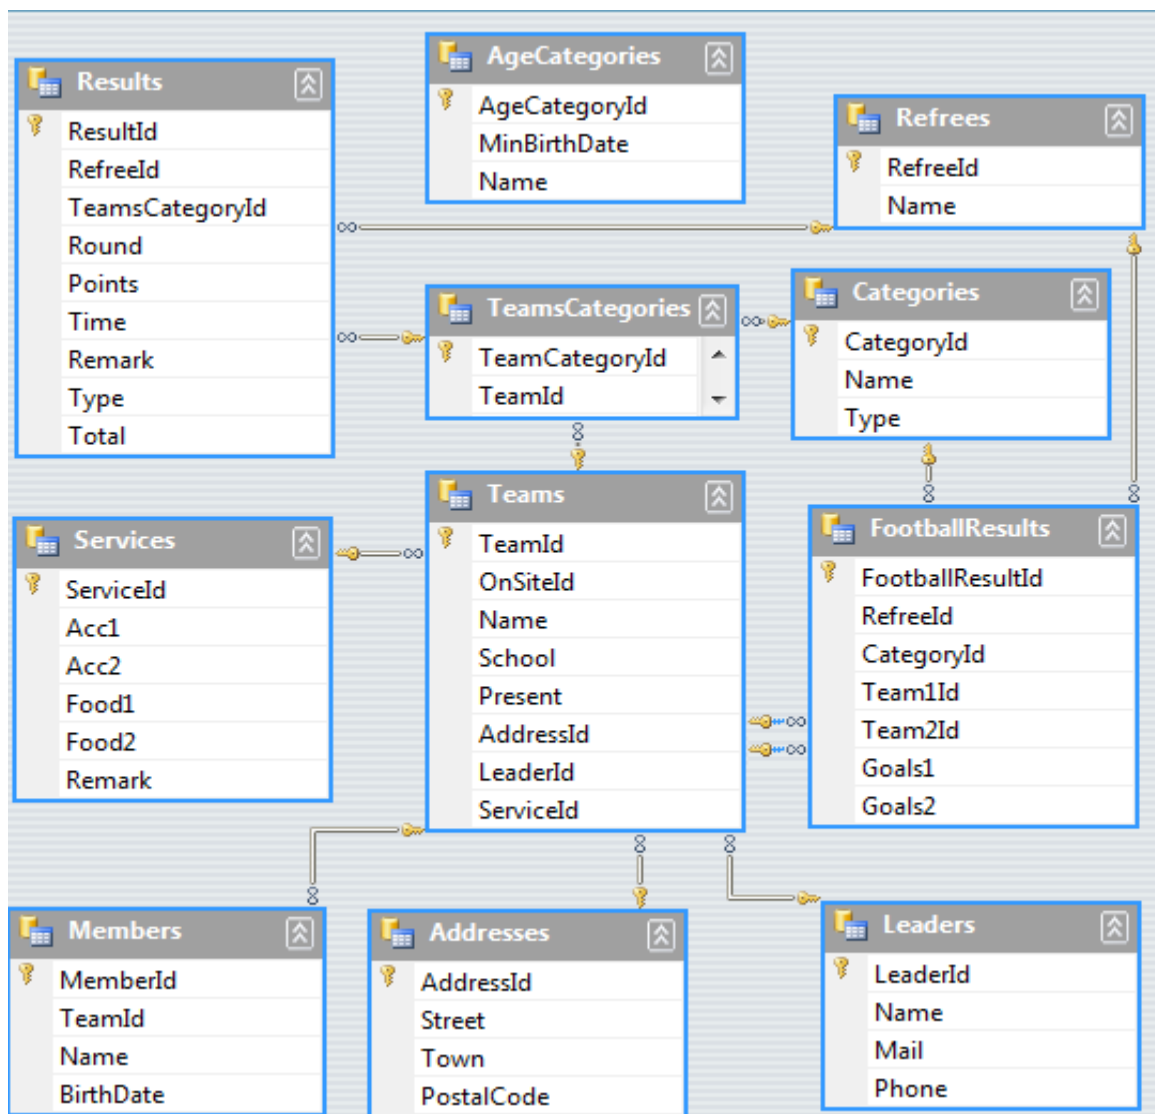 Results
ResultId
RefreeId
TeamsCategoryId
Round
Points
Time
Remark
Type
Total
AgeCategories
AgeCategoryId
MinBirthDate
Name
Refrees
RefreeId
Name
TeamsCategories
TeamCategoryId
TeamId
Categories
CategoryId
Name
Type
Services
ServiceId
Acc1
Acc2
Food1
Food2
Remark
Teams
TeamId
OnSiteId
Name
School
Present
AddressId
LeaderId
ServiceId
FootballResults
FootballResultId
RefreeId
CategoryId
Team1Id
Team2Id
Goals1
Goals2
Members
MemberId
TeamId
Name
BirthDate
Addresses
AddressId
Street
Town
PostalCode
Leaders
LeaderId
Name
Mail
Phone